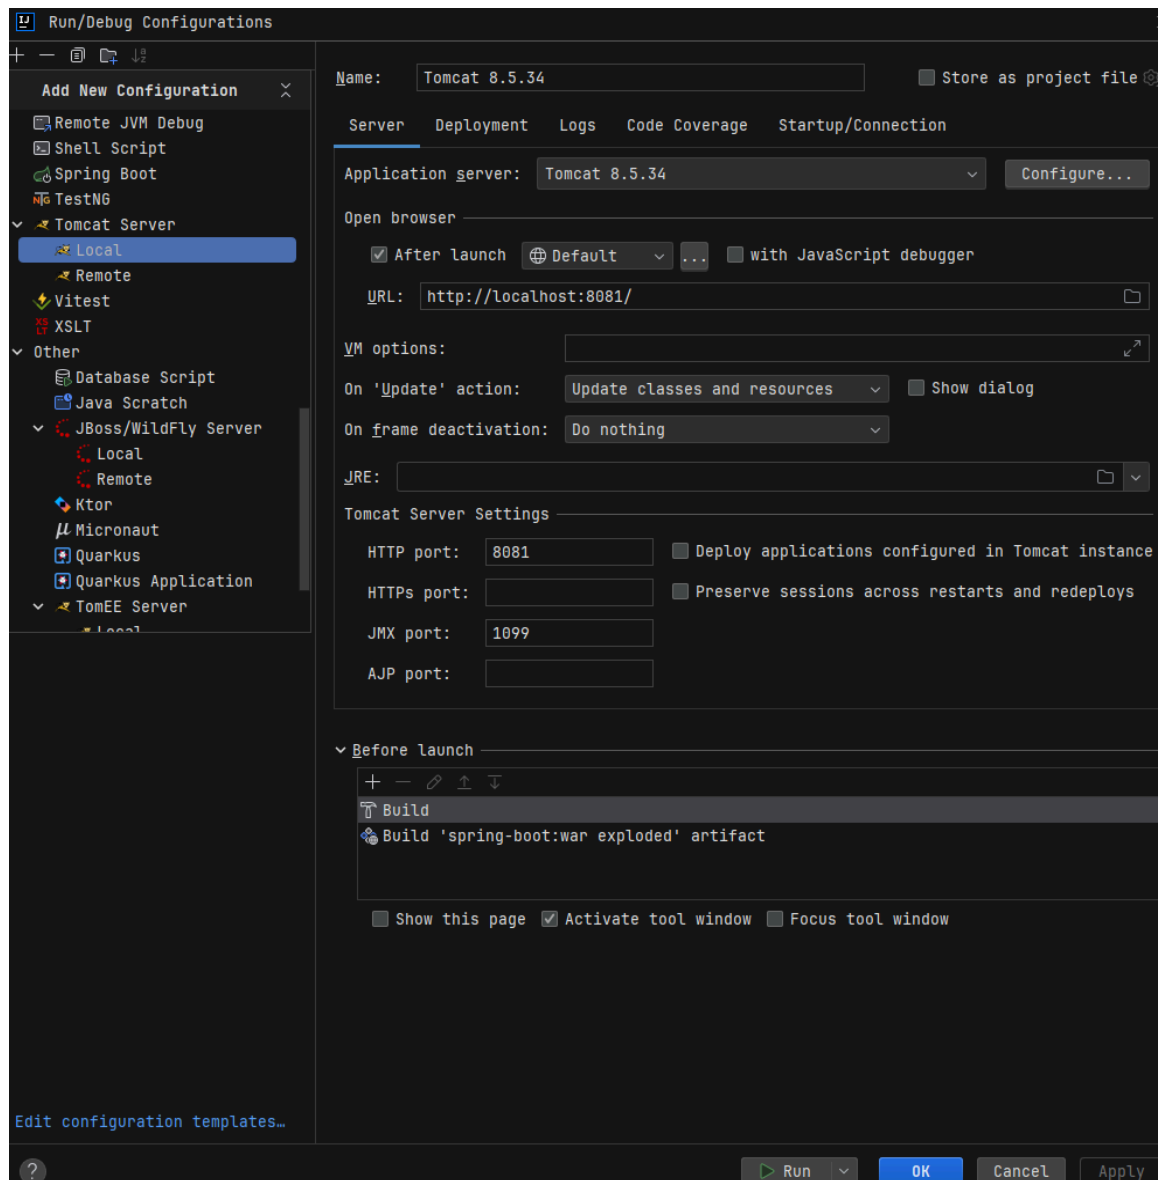 Run/Debug Configurations
Add New Configuration
Remote JVM Debug
Shell Script
Spring Boot
TestNG
Tomcat Server
Local
Remote
Vitest
XSLT
Other
Database Script
Java Scratch
JBoss/WildFly Server
Local
Remote
Ktor
Micronaut
Quarkus
Quarkus Application
TomEE Server
Local
Edit configuration templates…
?
Name: Tomcat 8.5.34 Store as project file
Server Deployment Logs Code Coverage Startup/Connection
Application server: Tomcat 8.5.34 Configure...
Open browser
After launch Default ... with JavaScript debugger
URL: http://localhost:8081/
VM options:
On 'Update' action: Update classes and resources Show dialog
On frame deactivation: Do nothing
JRE:
Tomcat Server Settings
HTTP port: 8081 Deploy applications configured in Tomcat instance
HTTPs port: Preserve sessions across restarts and redeploys
JMX port: 1099
AJP port:
Before launch
Build
Build 'spring-boot:war exploded' artifact
Show this page Activate tool window Focus tool window
Run OK Cancel Apply